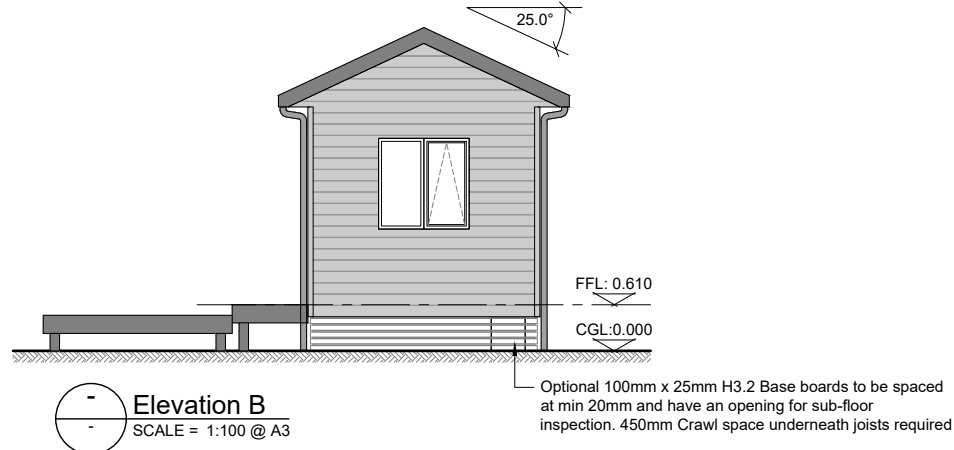 25.0°
FFL: 0.610
CGL:0.000
Optional 100mm x 25mm H3.2 Base boards to be spaced
at min 20mm and have an opening for sub-floor
inspection. 450mm Crawl space underneath joists required
-
Elevation B
-
SCALE = 1:100 @ A3